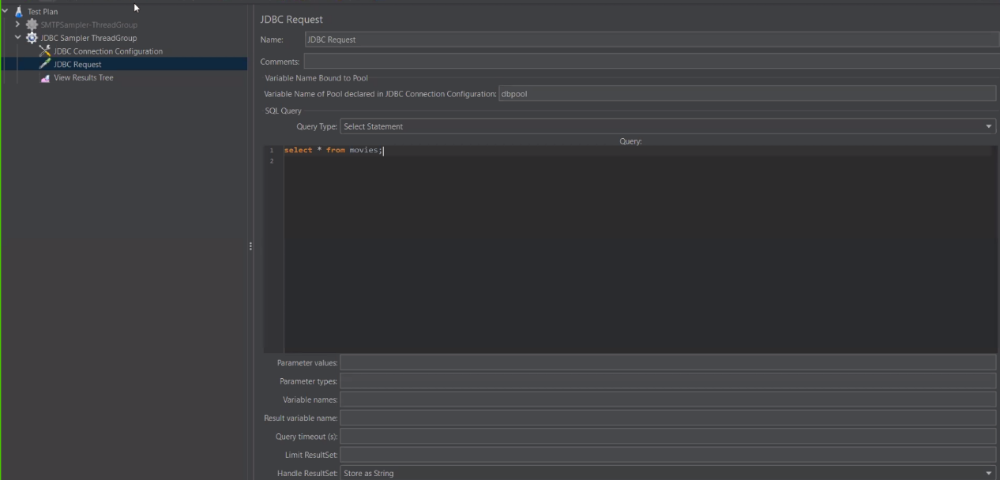 Test Plan
SMTPSampler-ThreadGroup
JDBC Sampler ThreadGroup
JDBC Connection Configuration
JDBC Request
View Results Tree
JDBC Request
Name: JDBC Request
Comments:
Variable Name Bound to Pool
Variable Name of Pool declared in JDBC Connection Configuration: dbpool
SQL Query
Query Type: Select Statement
Query:
1 select * from movies;
2
Parameter values:
Parameter types:
Variable names:
Result variable name:
Query timeout (s):
Limit ResultSet:
Handle ResultSet: Store as String